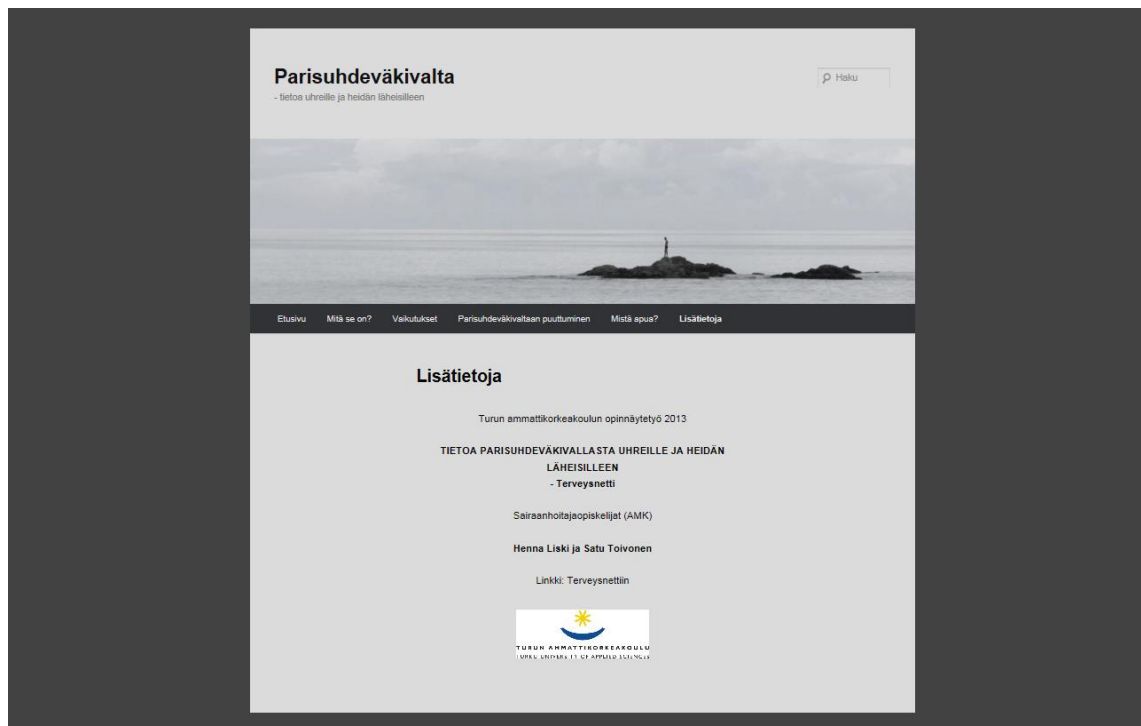 Parisuhdeväkivalta
- tietoa uhreille ja heidän läheisilleen
Haku
Etusivu Mitä se on? Vaikutukset Parisuhdeväkivaltaan puuttuminen Mistä apua? Lisätietoja
Lisätietoja
Turun ammattikorkeakoulun opinnäytetyö 2013
TIETOA PARISUHDEVÄKIVALLASTA UHREILLE JA HEIDÄN
LÄHEISILLEEN
- Terveysnetti
Sairaanhoitajaopiskelijat (AMK)
Henna Liski ja Satu Toivonen
Linkki: Terveysnettiin
TURUN AMMATTIKORKEAKOULU
TURKU UNIVERSITY OF APPLIED SCIENCES